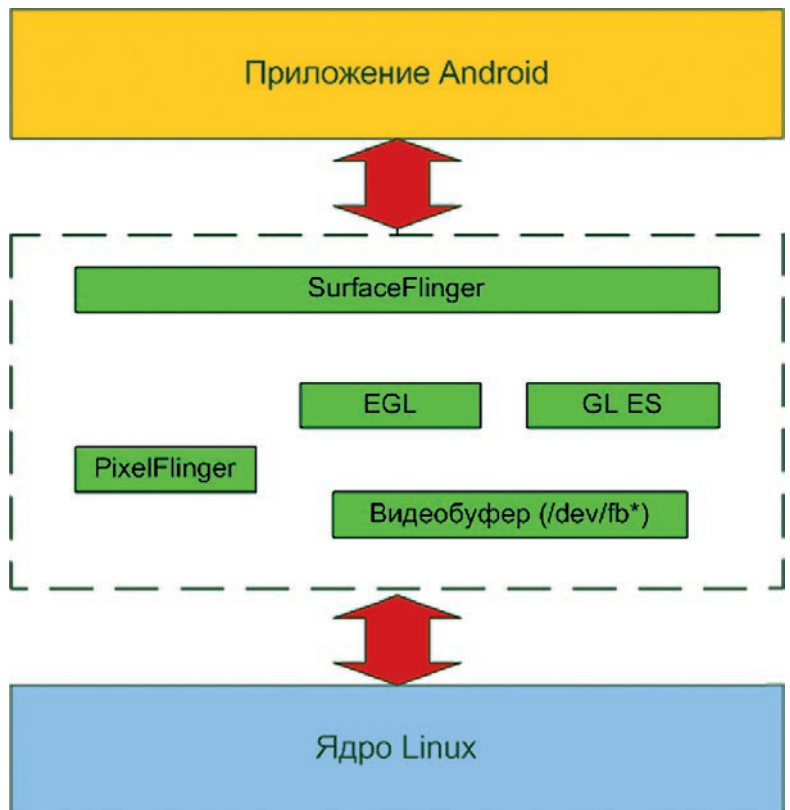 Приложение Android
SurfaceFlinger
EGL
GL ES
PixelFlinger
Видеобуфер (/dev/fb*)
Ядро Linux